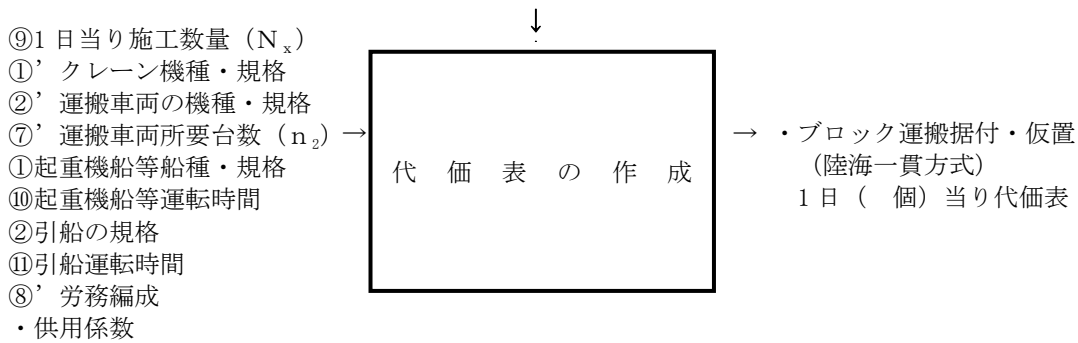 ↓
⑨1日当り施工数量（Nₓ）
①’クレーン機種・規格
②’運搬車両の機種・規格
⑦’運搬車両所要台数（n₂）→
①起重機船等船種・規格
⑩起重機船等運転時間
②引船の規格
⑪引船運転時間
⑧’労務編成
・供用係数
代 価 表 の 作 成
→ ・ブロック運搬据付・仮置
(陸海一貫方式)
1日（ 個）当り代価表